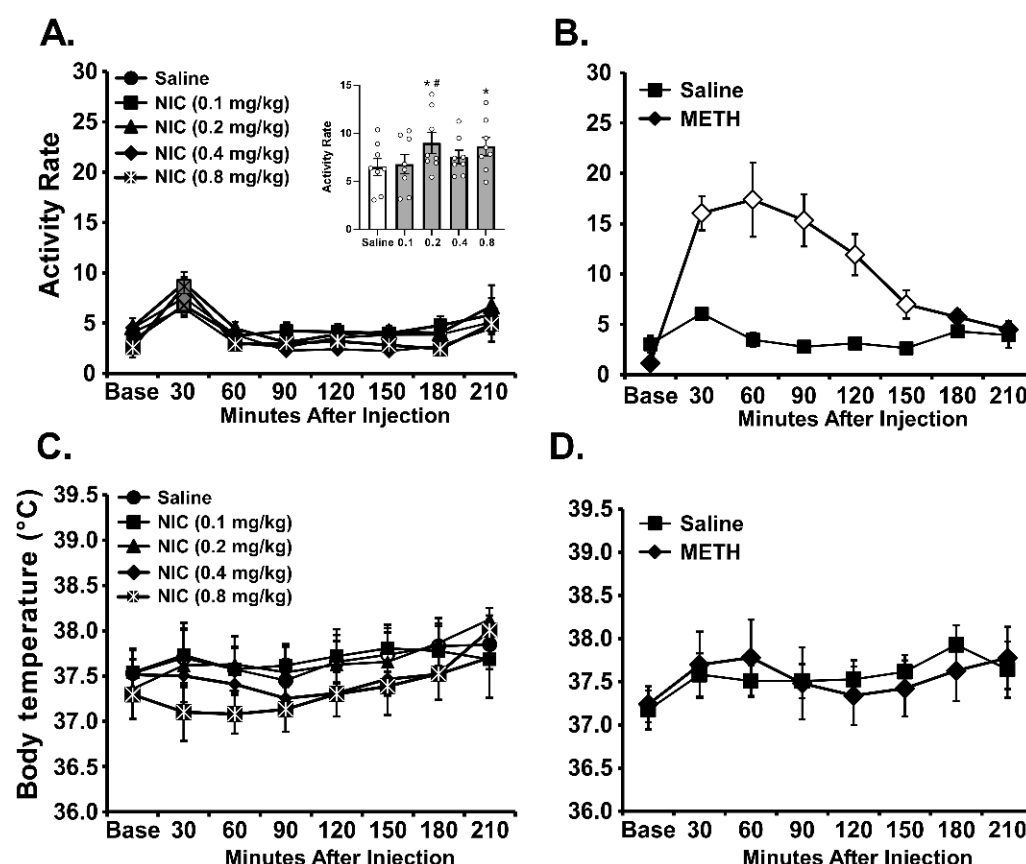 A.
30
25
20
15
10
5
0
Activity Rate
Saline
NIC (0.1 mg/kg)
NIC (0.2 mg/kg)
NIC (0.4 mg/kg)
NIC (0.8 mg/kg)
15
10
5
0
Activity Rate
* #
*
Saline 0.1 0.2 0.4 0.8
Base 30 60 90 120 150 180 210
Minutes After Injection
B.
30
25
20
15
10
5
0
Saline
METH
Base 30 60 90 120 150 180 210
Minutes After Injection
C.
39.5
39.0
38.5
38.0
37.5
37.0
36.5
36.0
Body temperature (°C)
Saline
NIC (0.1 mg/kg)
NIC (0.2 mg/kg)
NIC (0.4 mg/kg)
NIC (0.8 mg/kg)
Base 30 60 90 120 150 180 210
Minutes After Injection
D.
39.5
39.0
38.5
38.0
37.5
37.0
36.5
36.0
Saline
METH
Base 30 60 90 120 150 180 210
Minutes After Injection